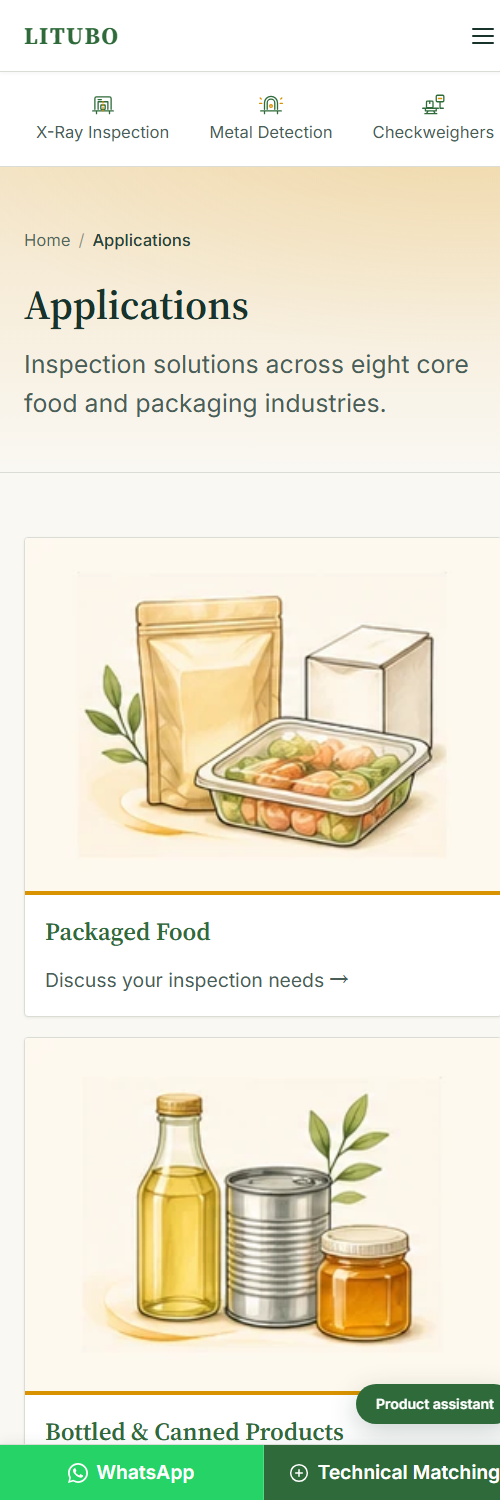 LITUBO
X-Ray Inspection
Metal Detection
Checkweighers
Home / Applications
Applications
Inspection solutions across eight core
food and packaging industries.
Packaged Food
Discuss your inspection needs →
Product assistant
Bottled & Canned Products
WhatsApp
Technical Matching